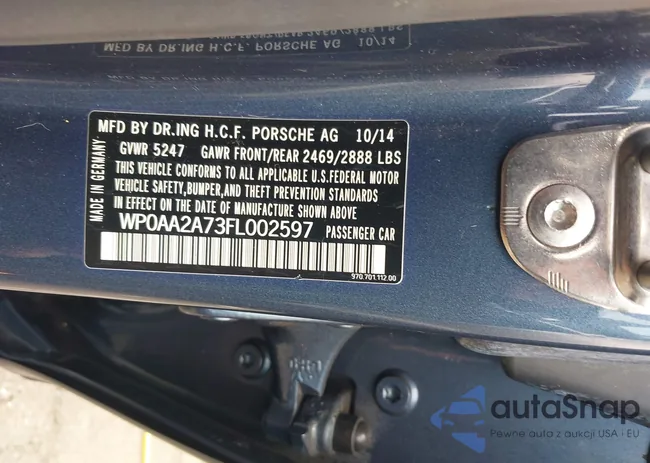 MFD BY DR.ING H.C.F. PORSCHE AG 10/14
MFD BY DR.ING H.C.F. PORSCHE AG 10/14
GVWR 5247 GAWR FRONT/REAR 2469/2888 LBS
THIS VEHICLE CONFORMS TO ALL APPLICABLE U.S.FEDERAL MOTOR
VEHICLE SAFETY,BUMPER,AND THEFT PREVENTION STANDARDS
IN EFFECT ON THE DATE OF MANUFACTURE SHOWN ABOVE.
WP0AA2A73FL002597 PASSENGER CAR
MADE IN GERMANY
970.701.112.00
autoSnap
Pewne auta z aukcji USA i EU